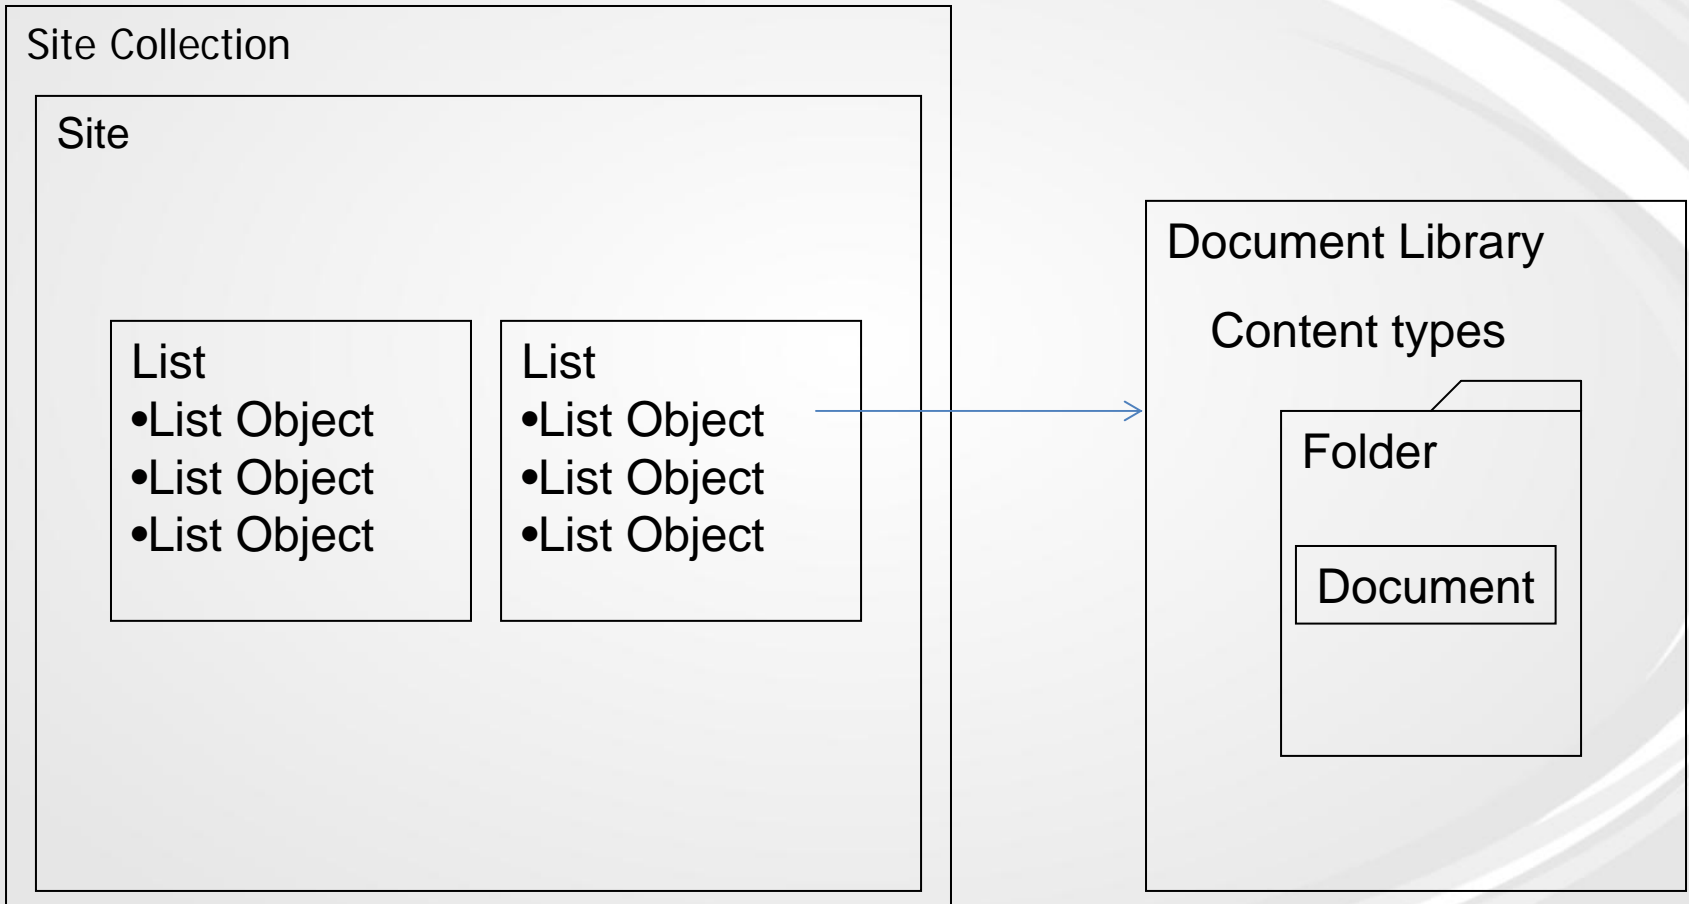 Site Collection
Site
List
•List Object
•List Object
•List Object
List
•List Object
•List Object
•List Object
Document Library
Content types
Folder
Document